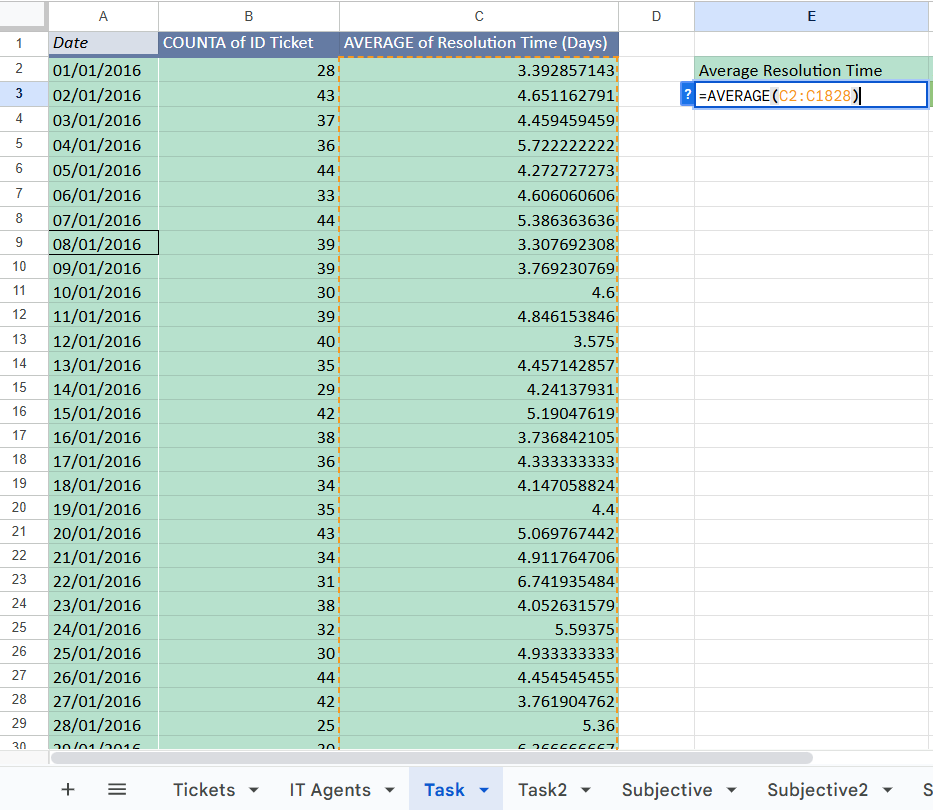 A B C D E
1 Date COUNTA of ID Ticket AVERAGE of Resolution Time (Days)
2 01/01/2016 28 3.392857143 Average Resolution Time
3 02/01/2016 43 4.651162791 ? =AVERAGE(C2:C1828)
4 03/01/2016 37 4.459459459
5 04/01/2016 36 5.722222222
6 05/01/2016 44 4.272727273
7 06/01/2016 33 4.606060606
8 07/01/2016 44 5.386363636
9 08/01/2016 39 3.307692308
10 09/01/2016 39 3.769230769
11 10/01/2016 30 4.6
12 11/01/2016 39 4.846153846
13 12/01/2016 40 3.575
14 13/01/2016 35 4.457142857
15 14/01/2016 29 4.24137931
16 15/01/2016 42 5.19047619
17 16/01/2016 38 3.736842105
18 17/01/2016 36 4.333333333
19 18/01/2016 34 4.147058824
20 19/01/2016 35 4.4
21 20/01/2016 43 5.069767442
22 21/01/2016 34 4.911764706
23 22/01/2016 31 6.741935484
24 23/01/2016 38 4.052631579
25 24/01/2016 32 5.59375
26 25/01/2016 30 4.933333333
27 26/01/2016 44 4.454545455
28 27/01/2016 42 3.761904762
29 28/01/2016 25 5.36
30 29/01/2016 30 6.366666667
Tickets IT Agents Task Task2 Subjective Subjective2 S